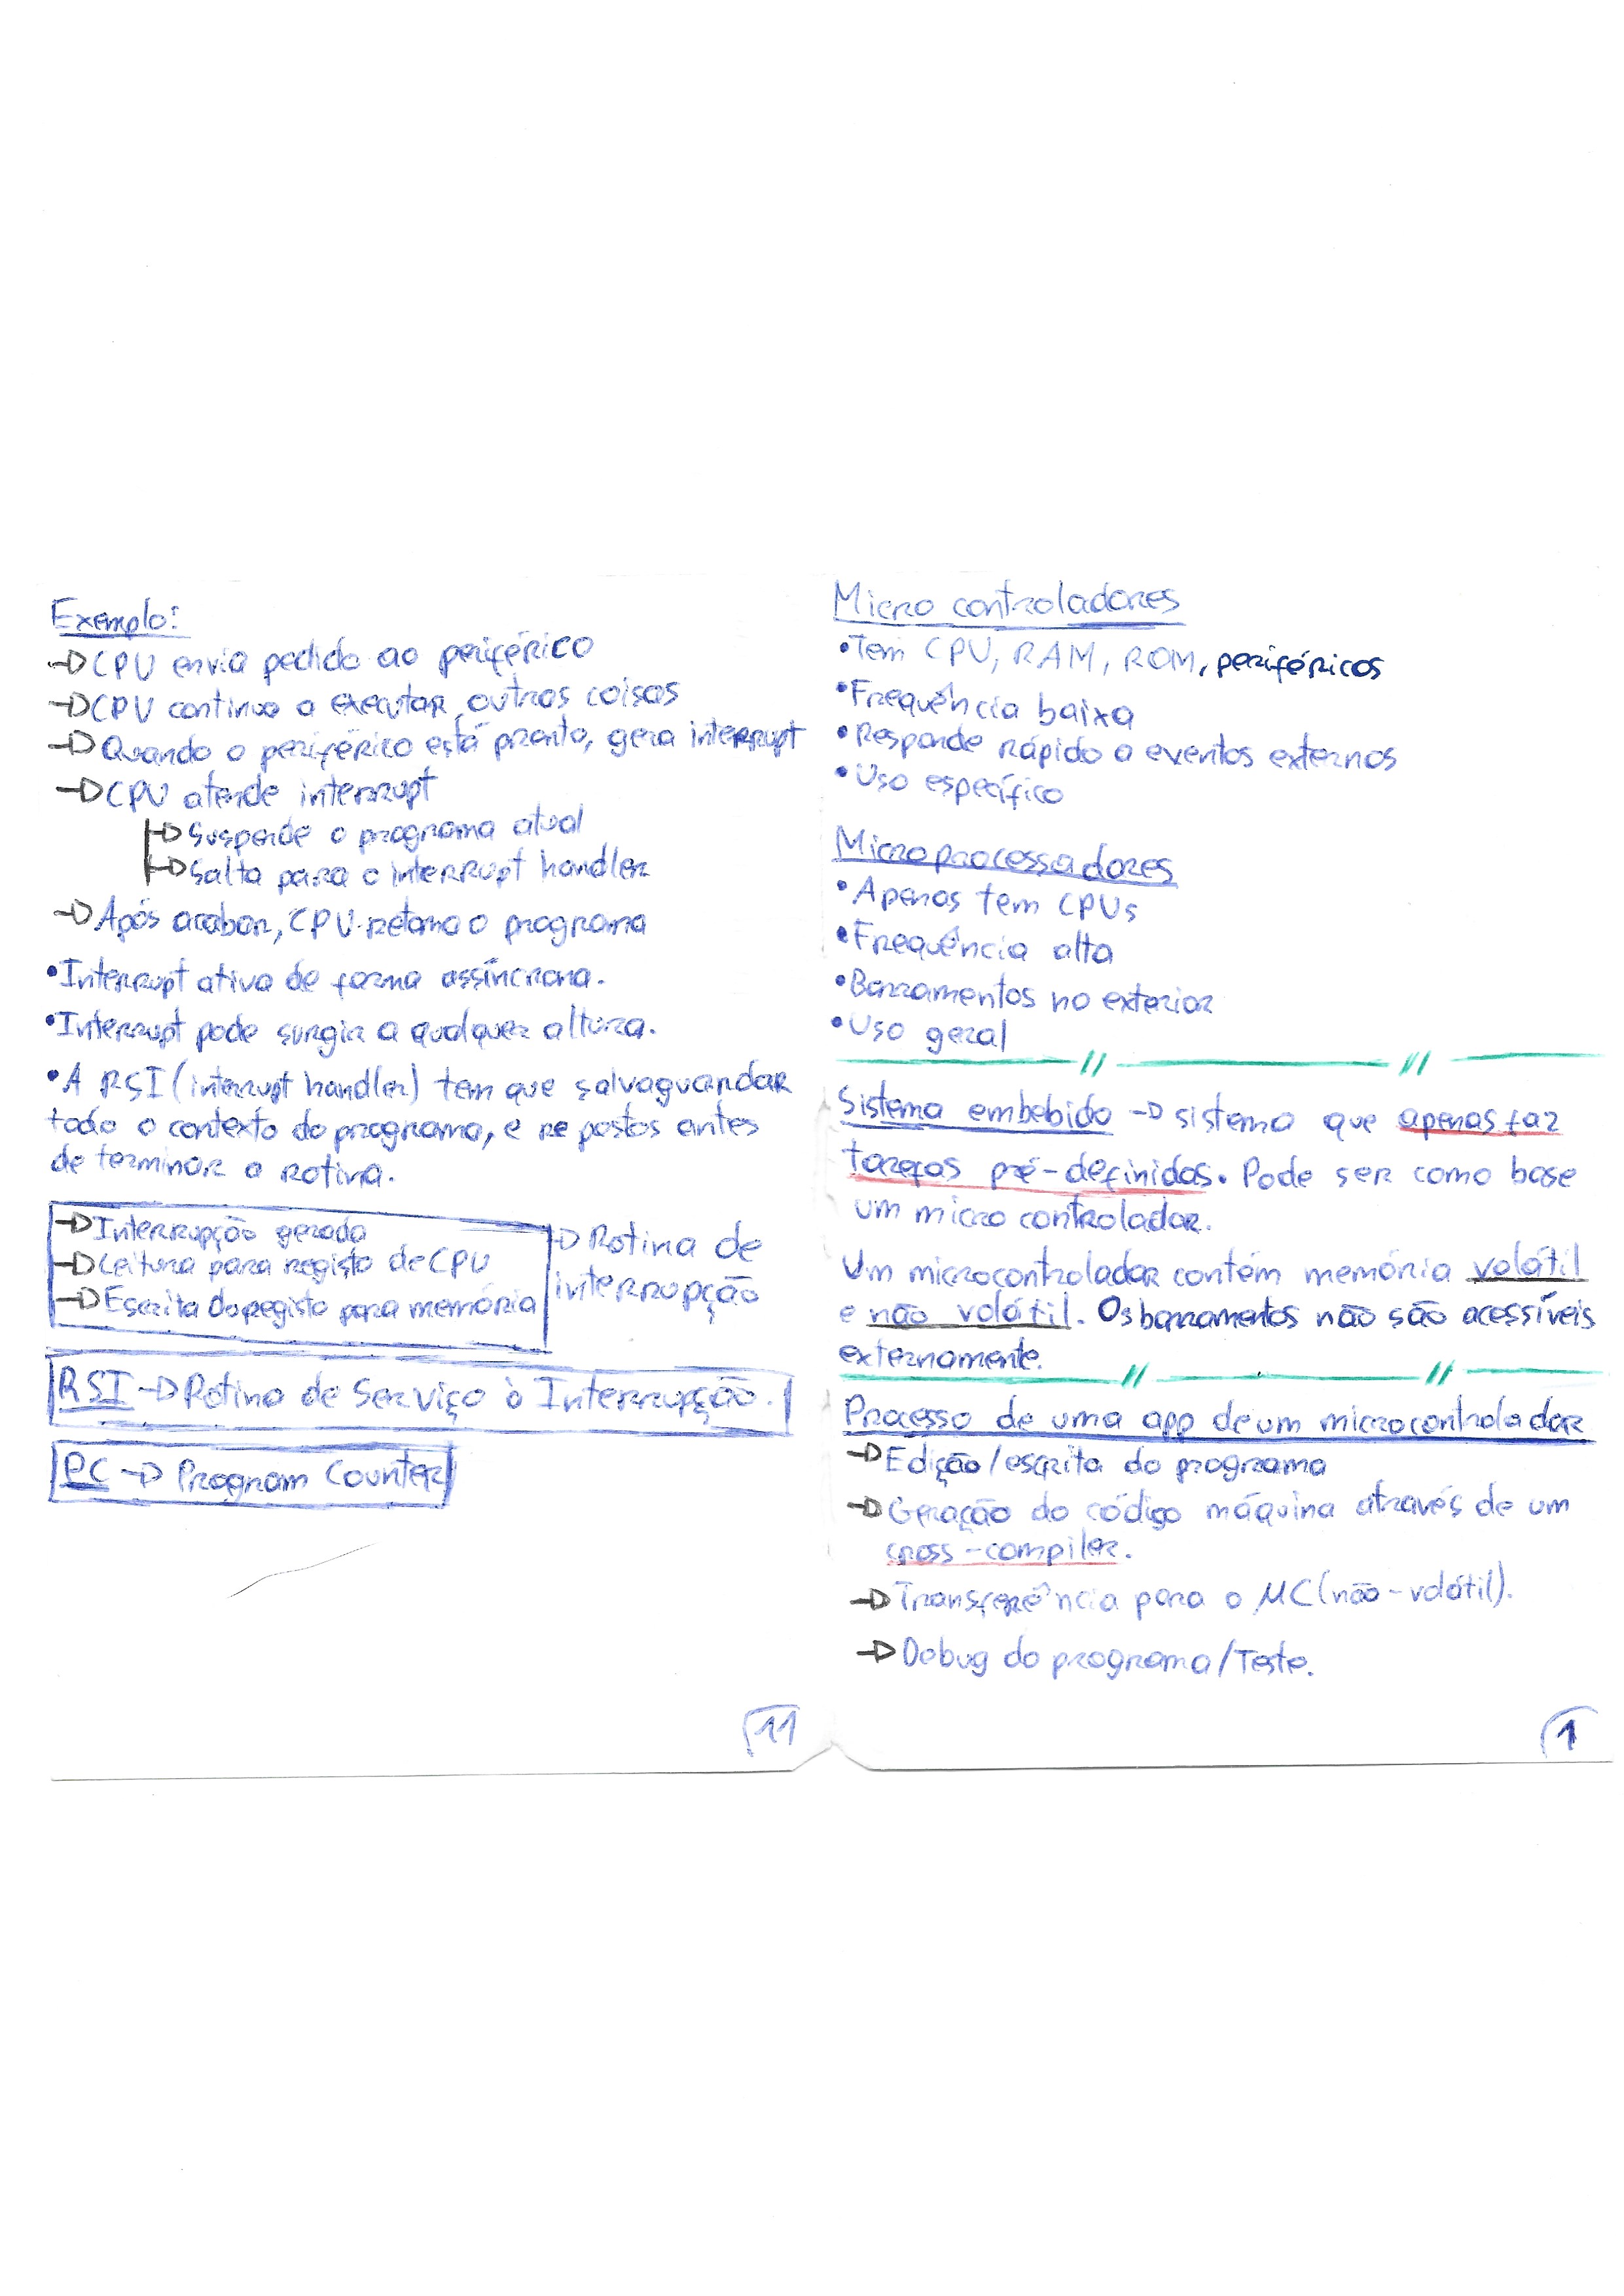 Exemplo:
→ CPU envia pedido ao periférico
→ CPU continua a executar outras coisas
→ Quando o periférico está pronto, gera interrupt
→ CPU atende interrupt
→ Suspende o programa atual
→ Salta para o interrupt handler
→ Após acabar, CPU retoma o programa
• Interrupt ativa de forma assíncrona.
• Interrupt pode surgir a qualquer altura.
• A RSI (interrupt handler) tem que salvaguardar
todo o contexto do programa, e re postos antes
de terminar a rotina.
→ Interrupção gerada
→ Leitura para registo de CPU
→ Escrita do registo para memória
→ Rotina de
interrupção
RSI → Rotina de Serviço à Interrupção.
PC → Program Counter
11
Micro controladores
• Tem CPU, RAM, ROM, periféricos
• Frequência baixa
• Responde rápido a eventos externos
• Uso específico
Microprocessadores
• Apenas tem CPUs
• Frequência alta
• Barramentos no exterior
• Uso geral
Sistema embebido → sistema que apenas faz
tarefas pré-definidas. Pode ser como base
um micro controlador.
Um microcontrolador contém memória volátil
e não volátil. Os barramentos não são acessíveis
externamente.
Processo de uma app de um microcontrolador
→ Edição/escrita do programa
→ Geração do código máquina através de um
cross-compiler.
→ Transferência para o MC (não-volátil).
→ Debug do programa/Teste.
1